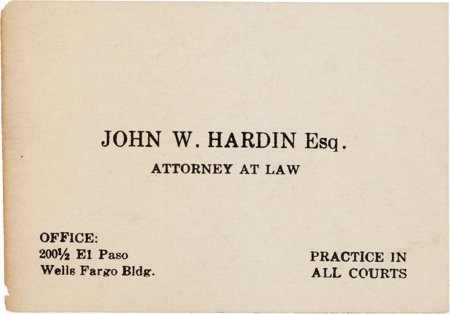 JOHN W. HARDIN Esq.
ATTORNEY AT LAW
OFFICE:
200½ El Paso
Wells Fargo Bldg.
PRACTICE IN
ALL COURTS